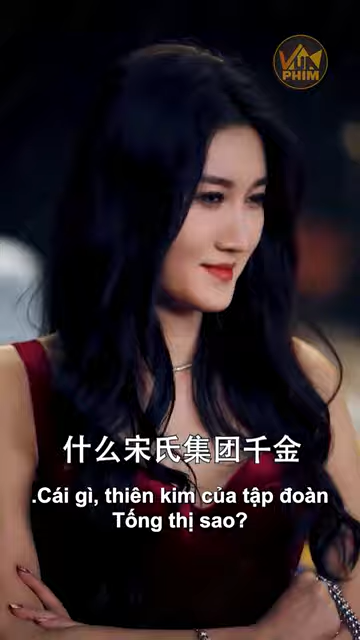 VUA
PHIM
什么宋氏集团千金
.Cái gì, thiên kim của tập đoàn
Tống thị sao?